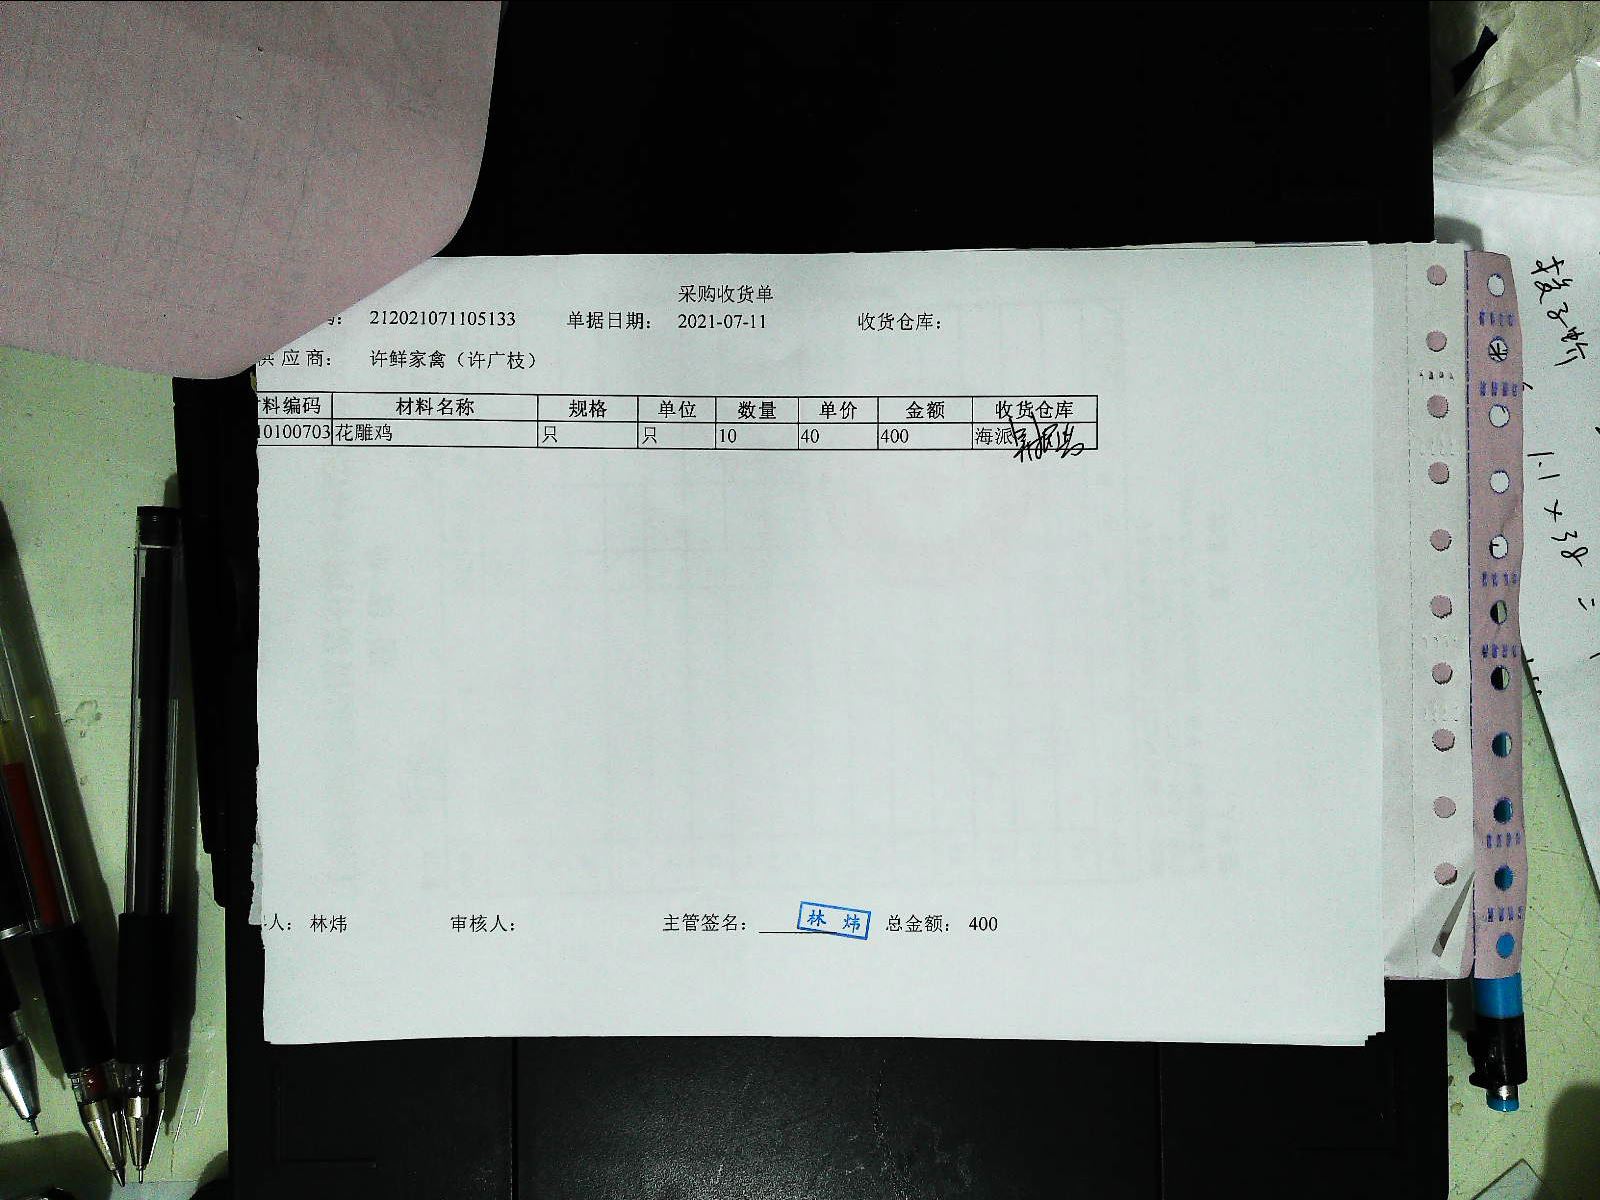 采购收货单
212021071105133 单据日期： 2021-07-11 收货仓库：
供 应 商： 许鲜家禽（许广枝）
材料编码 材料名称 规格 单位 数量 单价 金额 收货仓库
10100703 花雕鸡 只 只 10 40 400 海派
人： 林炜 审核人： 主管签名： 林 炜 总金额： 400
1.1 x 38 =